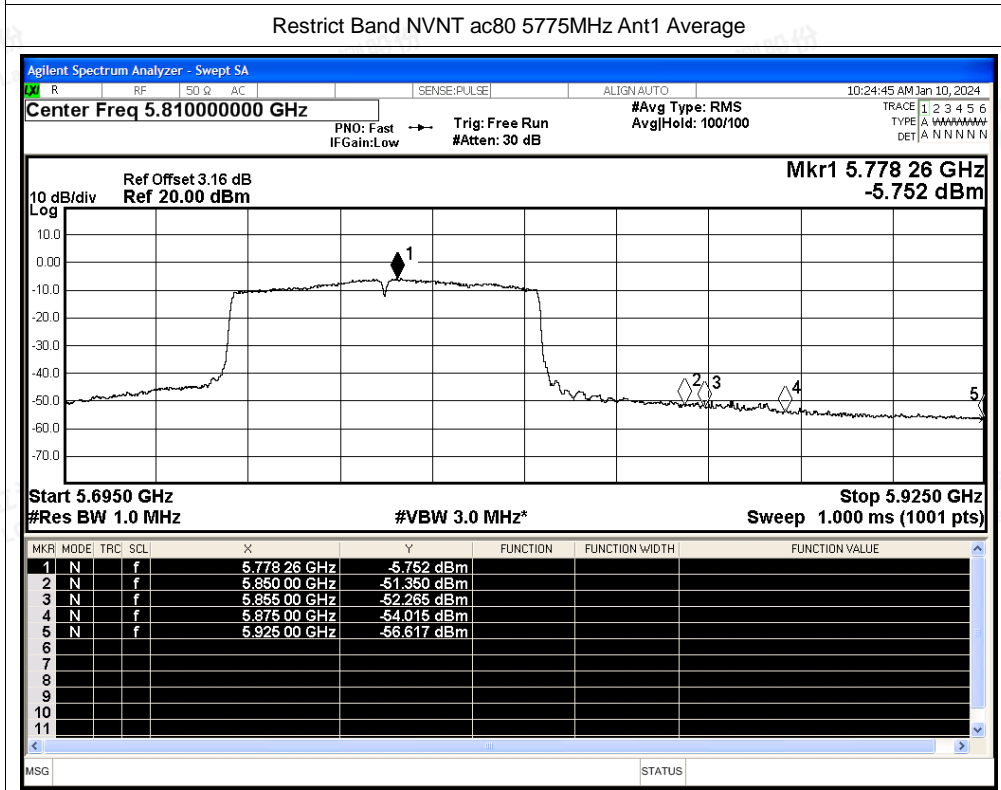 Restrict Band NVNT ac80 5775MHz Ant1 Average
Agilent Spectrum Analyzer - Swept SA
LXI R RF 50 Ω AC SENSE:PULSE ALIGN AUTO 10:24:45 AM Jan 10, 2024
Center Freq 5.810000000 GHz #Avg Type: RMS TRACE 1 2 3 4 5 6
PNO: Fast Trig: Free Run Avg|Hold: 100/100 TYPE A WWWWW
IFGain:Low #Atten: 30 dB DET A N N N N N
Mkr1 5.778 26 GHz
Ref Offset 3.16 dB
10 dB/div Ref 20.00 dBm -5.752 dBm
Log
10.0
0.00
-10.0
-20.0
-30.0
-40.0
-50.0
-60.0
-70.0
1
2 3 4 5
Start 5.6950 GHz Stop 5.9250 GHz
#Res BW 1.0 MHz #VBW 3.0 MHz* Sweep 1.000 ms (1001 pts)
MKR MODE TRC SCL X Y FUNCTION FUNCTION WIDTH FUNCTION VALUE
1 N f 5.778 26 GHz -5.752 dBm
2 N f 5.850 00 GHz -51.350 dBm
3 N f 5.855 00 GHz -52.265 dBm
4 N f 5.875 00 GHz -54.015 dBm
5 N f 5.925 00 GHz -56.617 dBm
6
7
8
9
10
11
MSG STATUS